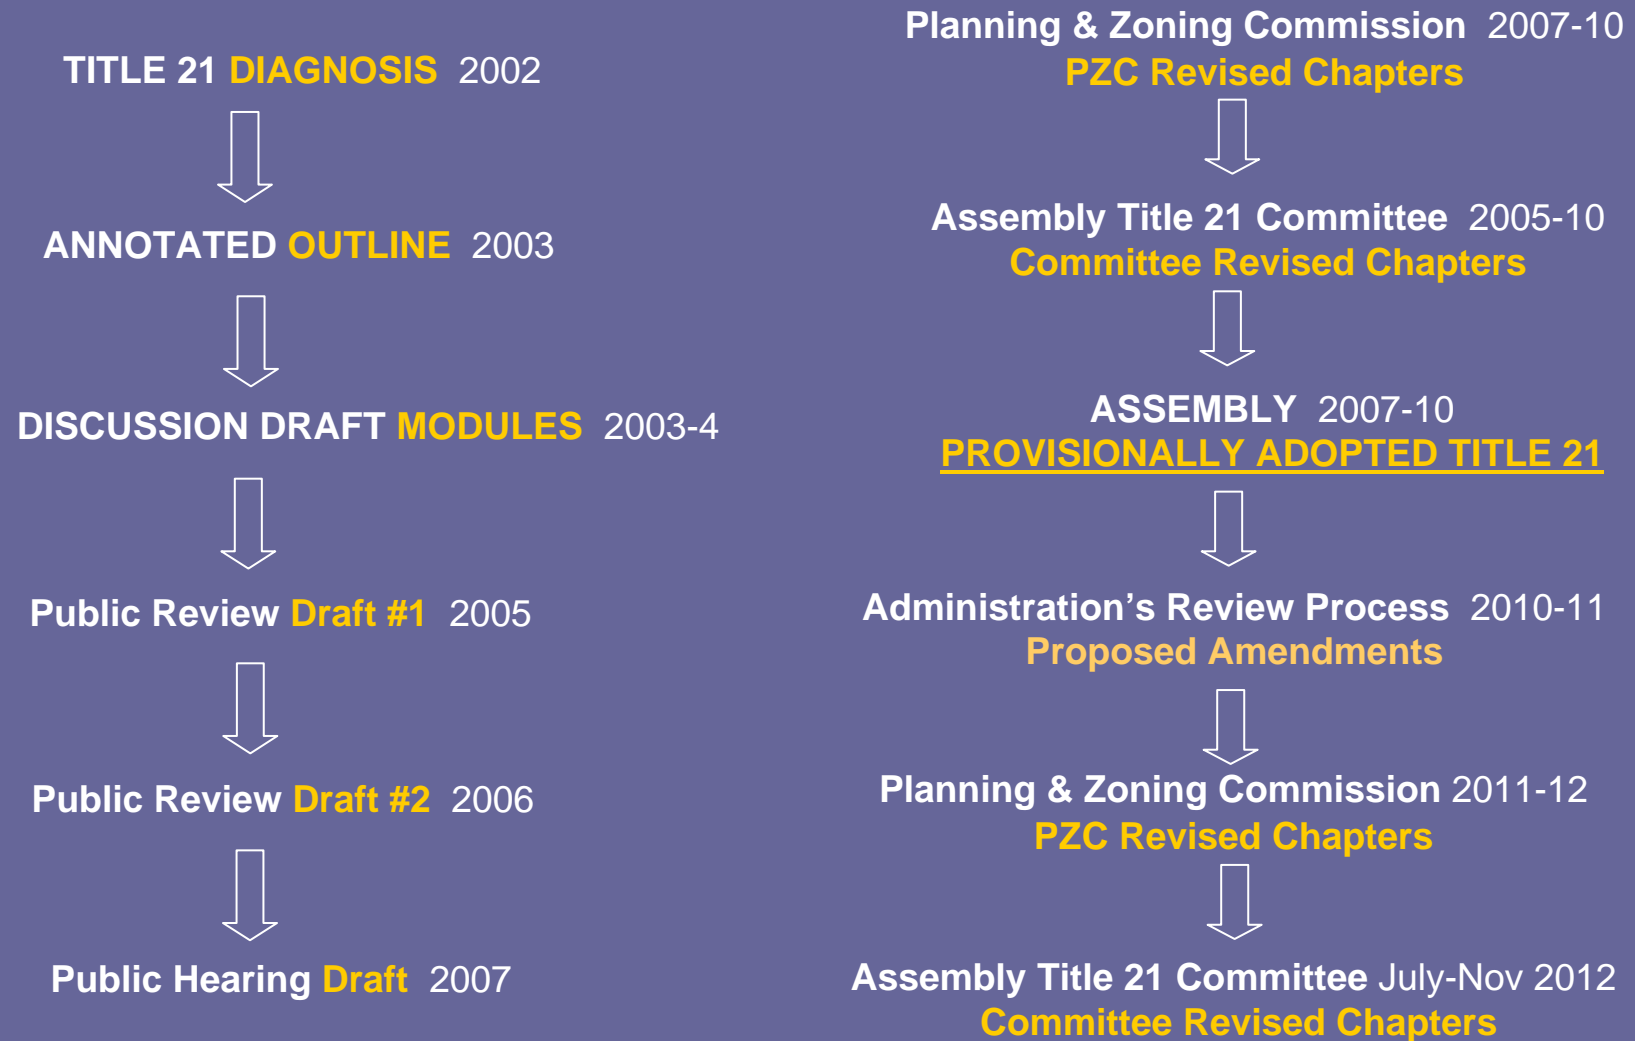 TITLE 21 DIAGNOSIS 2002
ANNOTATED OUTLINE 2003
DISCUSSION DRAFT MODULES 2003-4
Public Review Draft #1 2005
Public Review Draft #2 2006
Public Hearing Draft 2007
Planning & Zoning Commission 2007-10
PZC Revised Chapters
Assembly Title 21 Committee 2005-10
Committee Revised Chapters
ASSEMBLY 2007-10
PROVISIONALLY ADOPTED TITLE 21
Administration’s Review Process 2010-11
Proposed Amendments
Planning & Zoning Commission 2011-12
PZC Revised Chapters
Assembly Title 21 Committee July-Nov 2012
Committee Revised Chapters